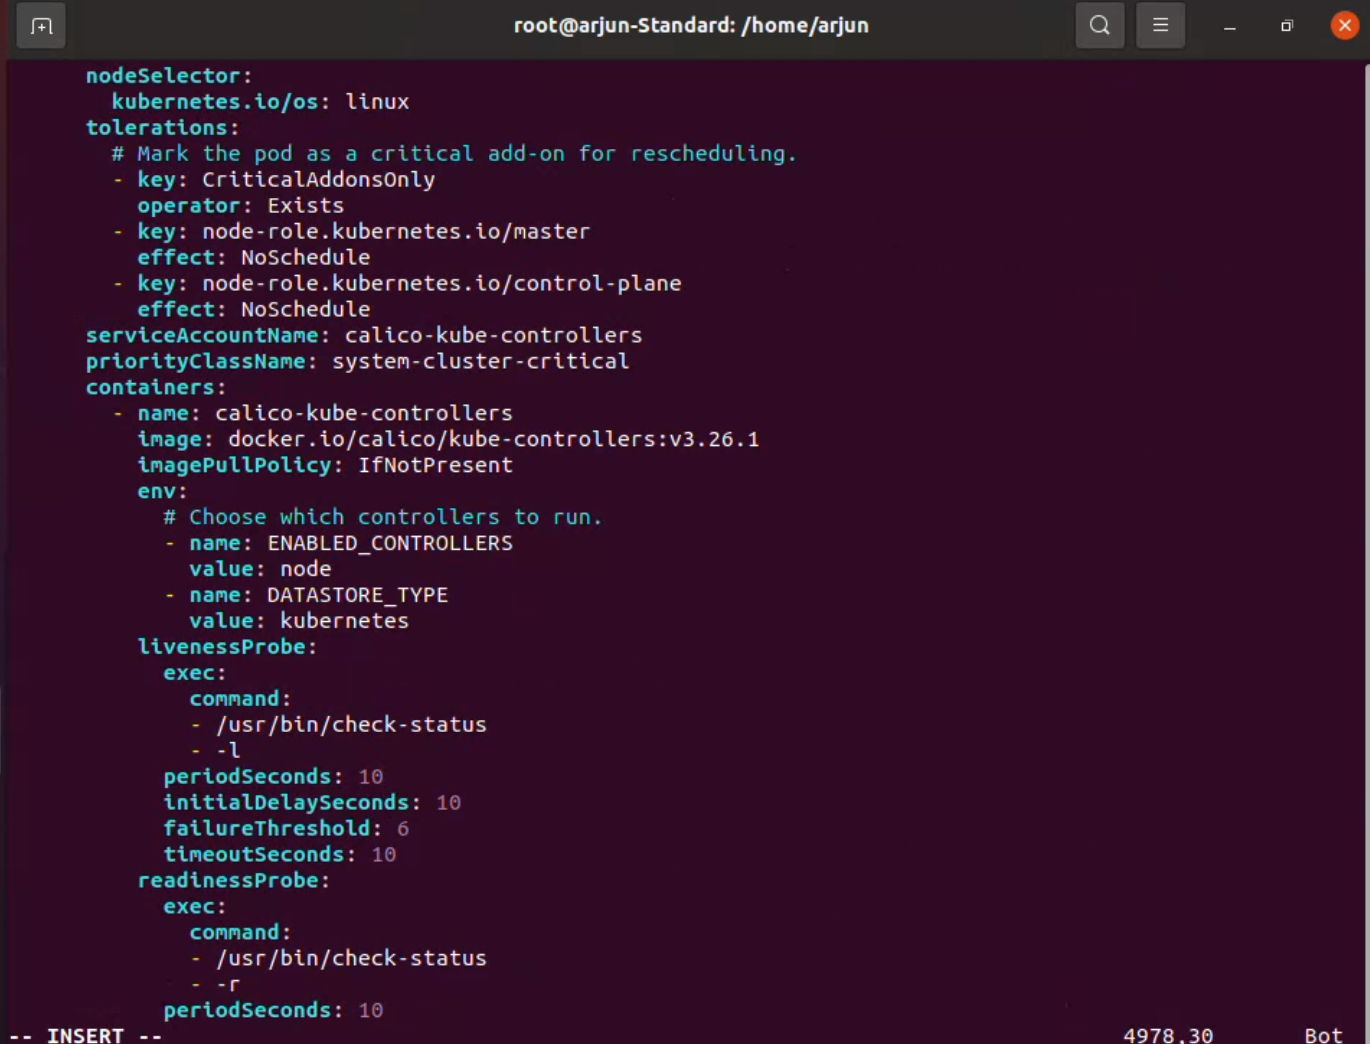 root@arjun-Standard: /home/arjun
nodeSelector:
kubernetes.io/os: linux
tolerations:
# Mark the pod as a critical add-on for rescheduling.
- key: CriticalAddonsOnly
operator: Exists
- key: node-role.kubernetes.io/master
effect: NoSchedule
- key: node-role.kubernetes.io/control-plane
effect: NoSchedule
serviceAccountName: calico-kube-controllers
priorityClassName: system-cluster-critical
containers:
- name: calico-kube-controllers
image: docker.io/calico/kube-controllers:v3.26.1
imagePullPolicy: IfNotPresent
env:
# Choose which controllers to run.
- name: ENABLED_CONTROLLERS
value: node
- name: DATASTORE_TYPE
value: kubernetes
livenessProbe:
exec:
command:
- /usr/bin/check-status
- -l
periodSeconds: 10
initialDelaySeconds: 10
failureThreshold: 6
timeoutSeconds: 10
readinessProbe:
exec:
command:
- /usr/bin/check-status
- -r
periodSeconds: 10
-- INSERT -- 4978,30 Bot